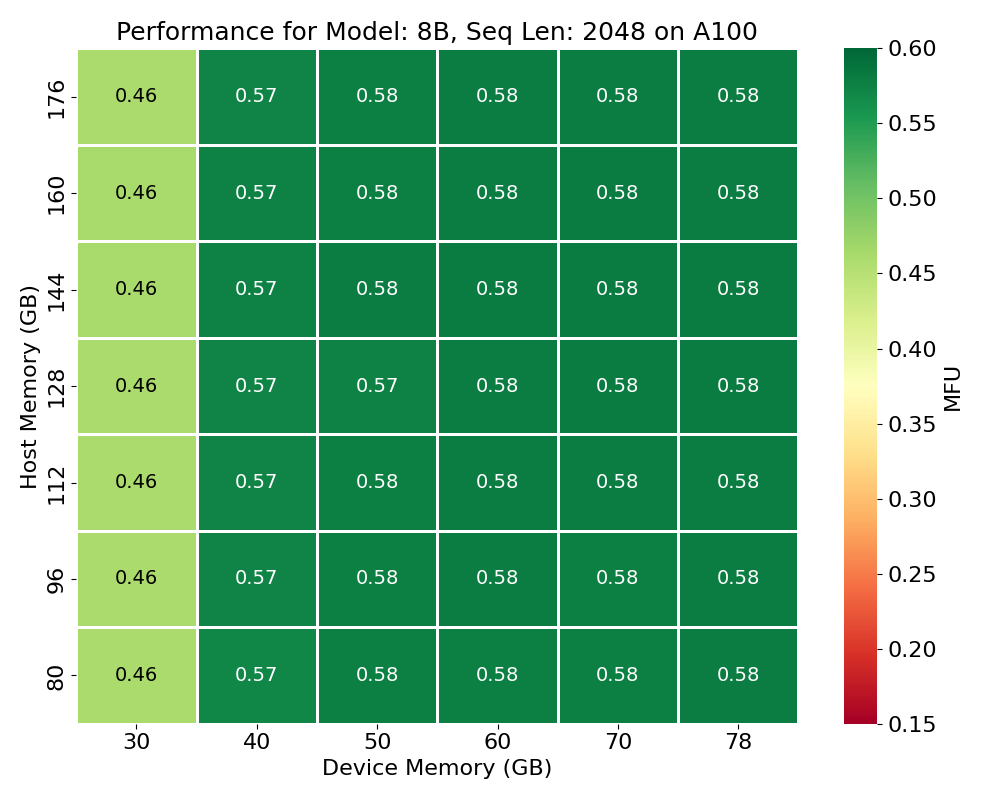 Performance for Model: 8B, Seq Len: 2048 on A100
176 0.46 0.57 0.58 0.58 0.58 0.58
160 0.46 0.57 0.58 0.58 0.58 0.58
144 0.46 0.57 0.58 0.58 0.58 0.58
128 0.46 0.57 0.57 0.58 0.58 0.58
112 0.46 0.57 0.58 0.58 0.58 0.58
96 0.46 0.57 0.58 0.58 0.58 0.58
80 0.46 0.57 0.58 0.58 0.58 0.58
30 40 50 60 70 78
Device Memory (GB)
Host Memory (GB)
0.60
0.55
0.50
0.45
0.40
0.35
0.30
0.25
0.20
0.15
MFU